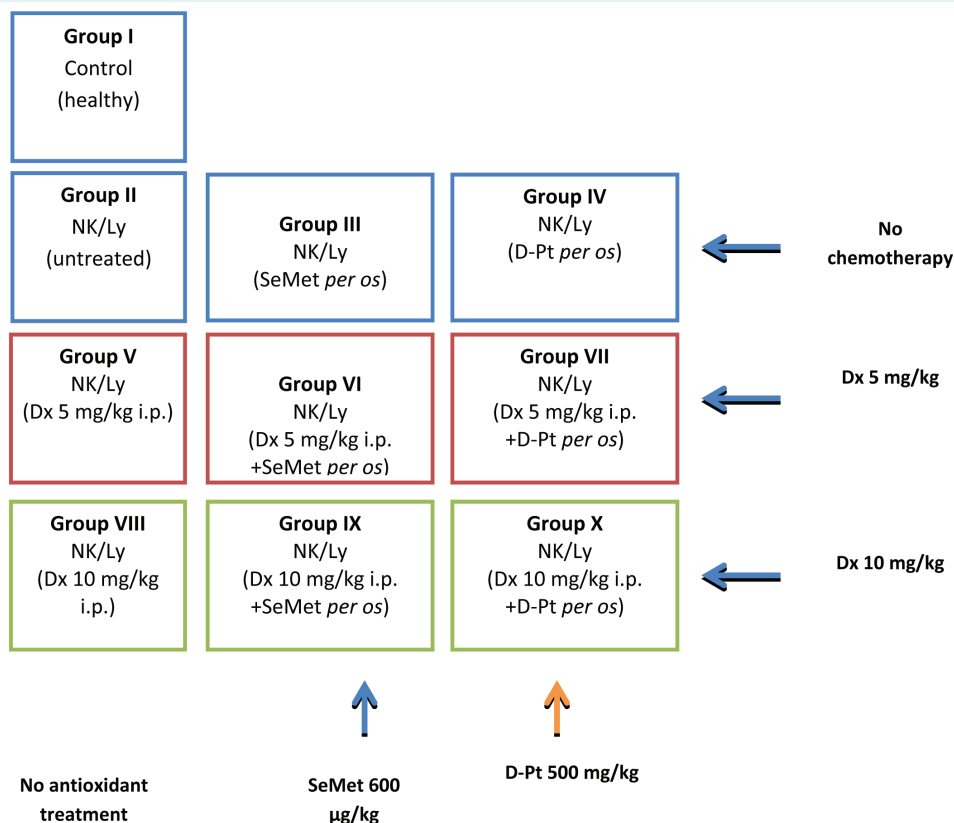 Group I
Control
(healthy)
Group II
NK/Ly
(untreated)
Group III
NK/Ly
(SeMet per os)
Group IV
NK/Ly
(D-Pt per os)
No
chemotherapy
Group V
NK/Ly
(Dx 5 mg/kg i.p.)
Group VI
NK/Ly
(Dx 5 mg/kg i.p.
+SeMet per os)
Group VII
NK/Ly
(Dx 5 mg/kg i.p.
+D-Pt per os)
Dx 5 mg/kg
Group VIII
NK/Ly
(Dx 10 mg/kg
i.p.)
Group IX
NK/Ly
(Dx 10 mg/kg i.p.
+SeMet per os)
Group X
NK/Ly
(Dx 10 mg/kg i.p.
+D-Pt per os)
Dx 10 mg/kg
No antioxidant
treatment
SeMet 600
µg/kg
D-Pt 500 mg/kg